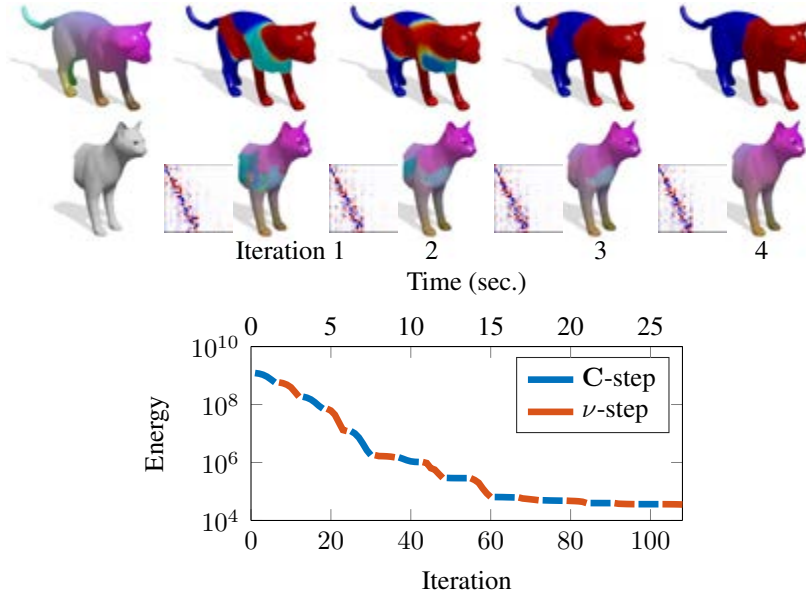 Iteration 1 2 3 4
Time (sec.)
0 5 10 15 20 25
10^10
10^8
10^6
10^4
Energy
C-step
ν-step
0 20 40 60 80 100
Iteration